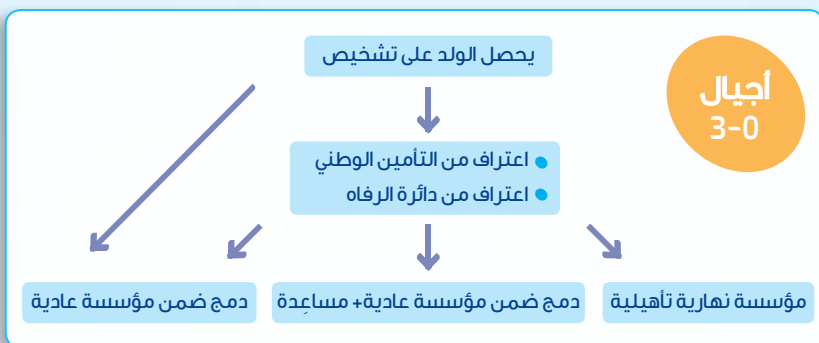 أجيال
3-0
يحصل الولد على تشخيص
اعتراف من التأمين الوطني
اعتراف من دائرة الرفاه
مؤسسة نهارية تأهيلية
دمج ضمن مؤسسة عادية+ مساعِدة
دمج ضمن مؤسسة عادية